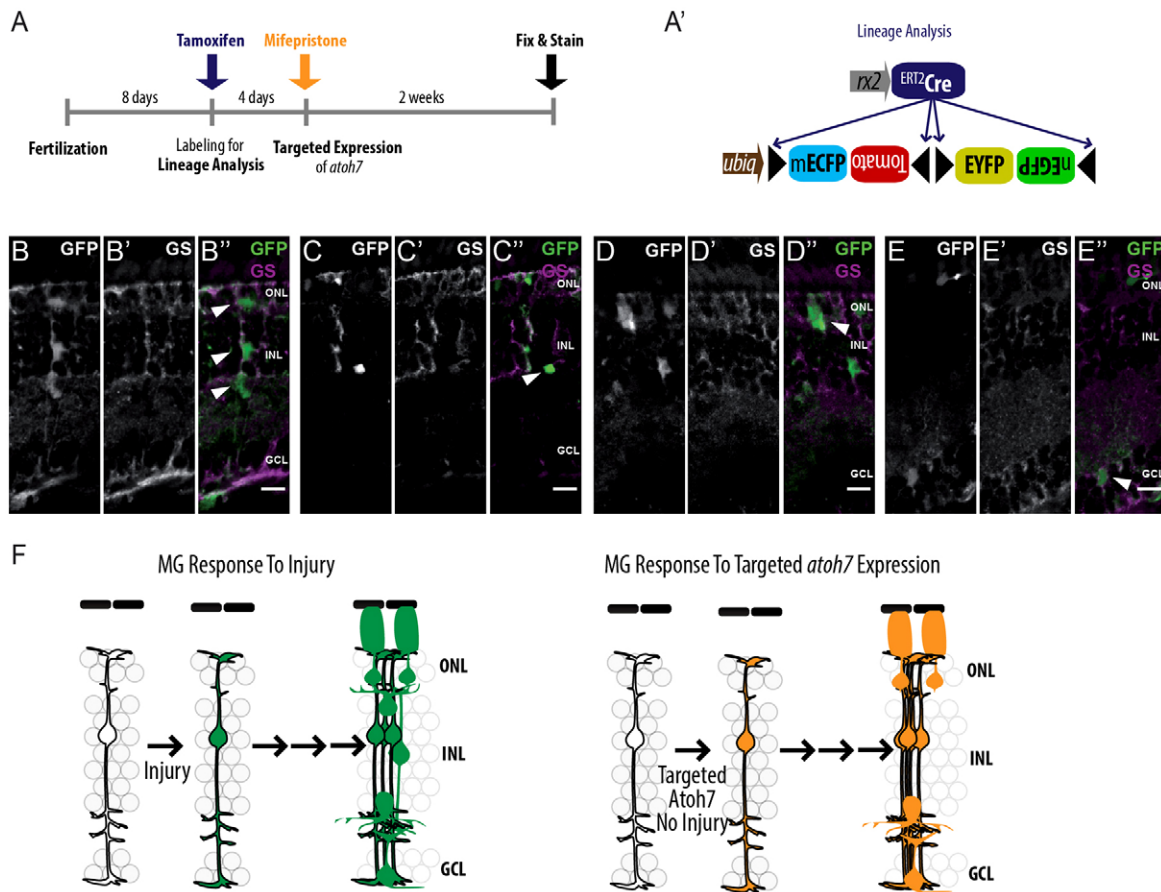 A
Tamoxifen
Mifepristone
Fix & Stain
8 days
4 days
2 weeks
Fertilization
Labeling for
Lineage Analysis
Targeted Expression
of atoh7
A'
Lineage Analysis
rx2
ERT2Cre
ubiq
mECFP
Tomato
EYFP
nEGFP
B
GFP
B'
GS
B''
GFP
GS
ONL
INL
GCL
C
GFP
C'
GS
C''
GFP
GS
ONL
INL
GCL
D
GFP
D'
GS
D''
GFP
GS
ONL
INL
GCL
E
GFP
E'
GS
E''
GFP
GS
ONL
INL
GCL
F
MG Response To Injury
Injury
ONL
INL
GCL
MG Response To Targeted atoh7 Expression
Targeted
Atoh7
No Injury
ONL
INL
GCL